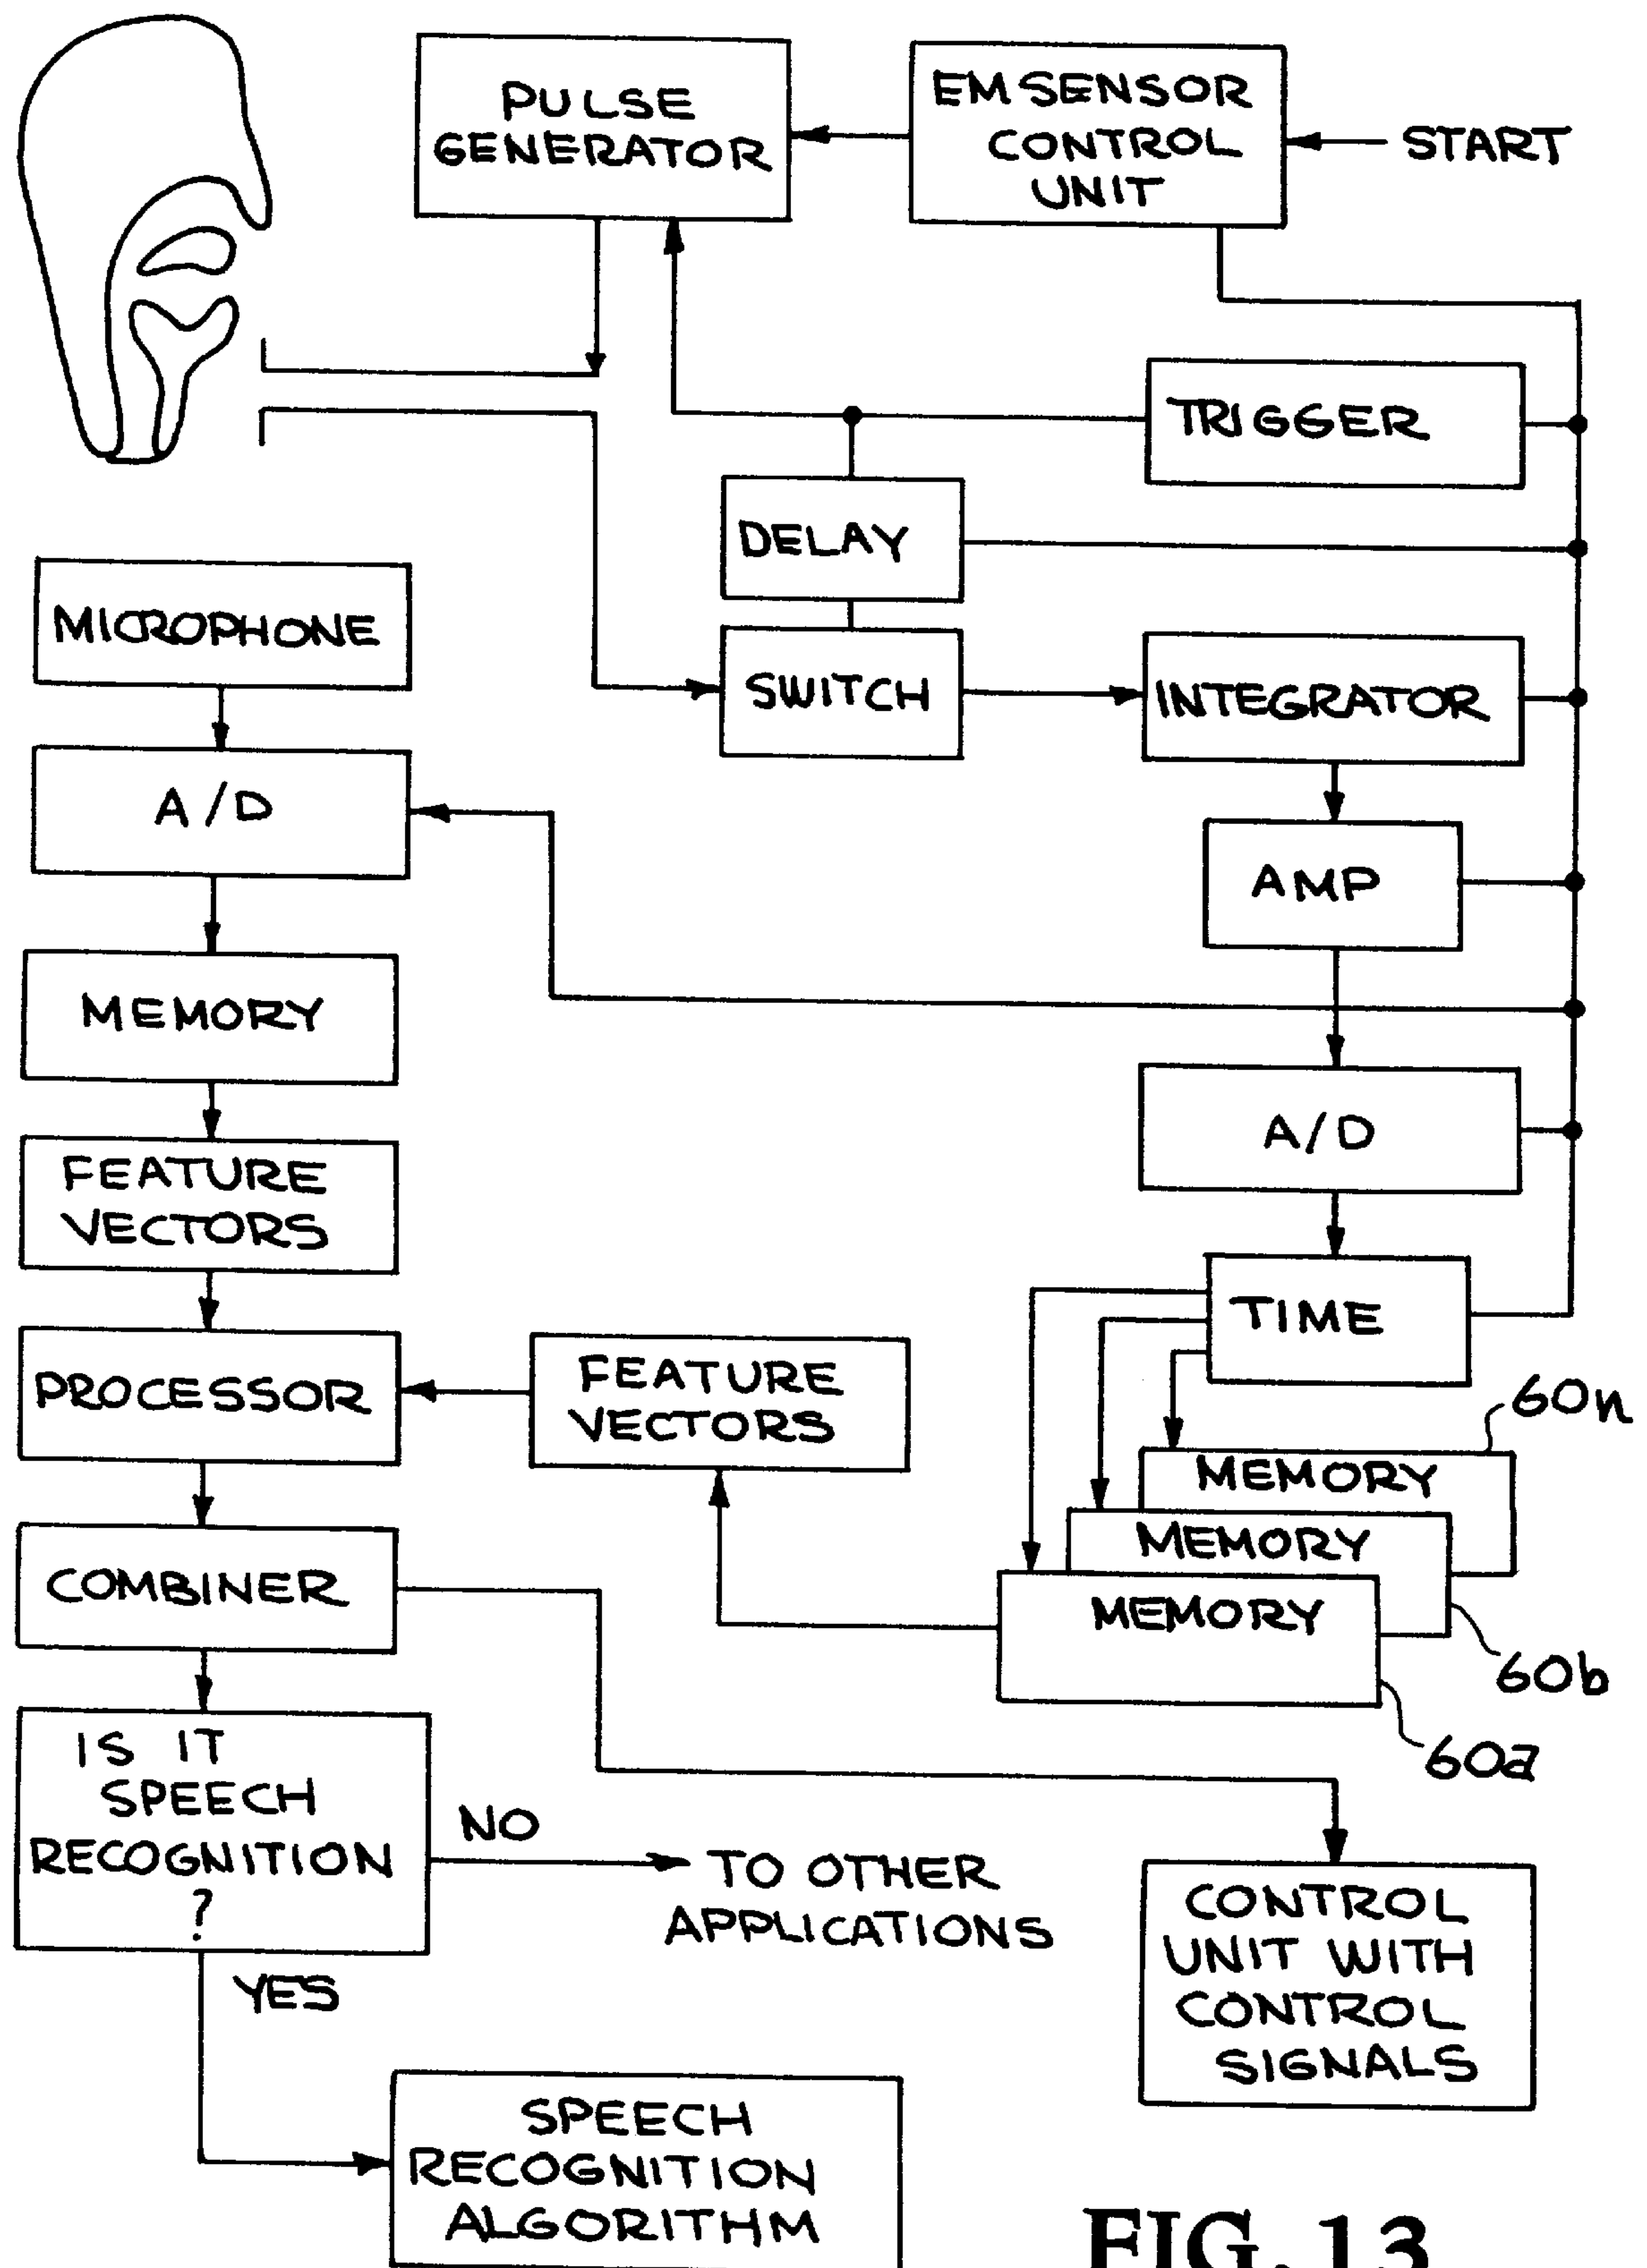 PULSE
GENERATOR
EM SENSOR
CONTROL
UNIT
START
TRIGGER
DELAY
MICROPHONE
SWITCH
INTEGRATOR
A/D
AMP
MEMORY
A/D
FEATURE
VECTORS
TIME
PROCESSOR
FEATURE
VECTORS
60n
MEMORY
MEMORY
COMBINER
MEMORY
60b
60a
IS IT
SPEECH
RECOGNITION
?
NO
TO OTHER
APPLICATIONS
CONTROL
UNIT WITH
CONTROL
SIGNALS
YES
SPEECH
RECOGNITION
ALGORITHM
FIG. 13